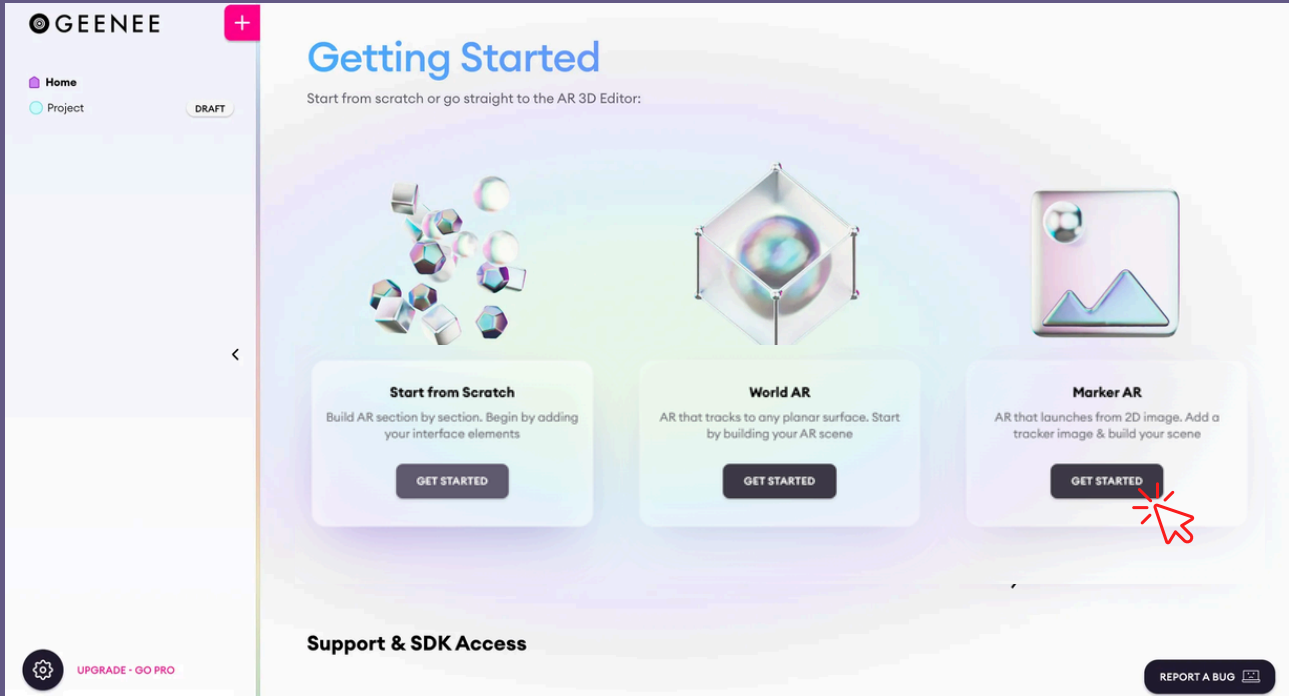 GEENEE
+
Home
Project
DRAFT
UPGRADE - GO PRO
Getting Started
Start from scratch or go straight to the AR 3D Editor:
Start from Scratch
Build AR section by section. Begin by adding
your interface elements
GET STARTED
World AR
AR that tracks to any planar surface. Start
by building your AR scene
GET STARTED
Marker AR
AR that launches from 2D image. Add a
tracker image & build your scene
GET STARTED
Support & SDK Access
REPORT A BUG